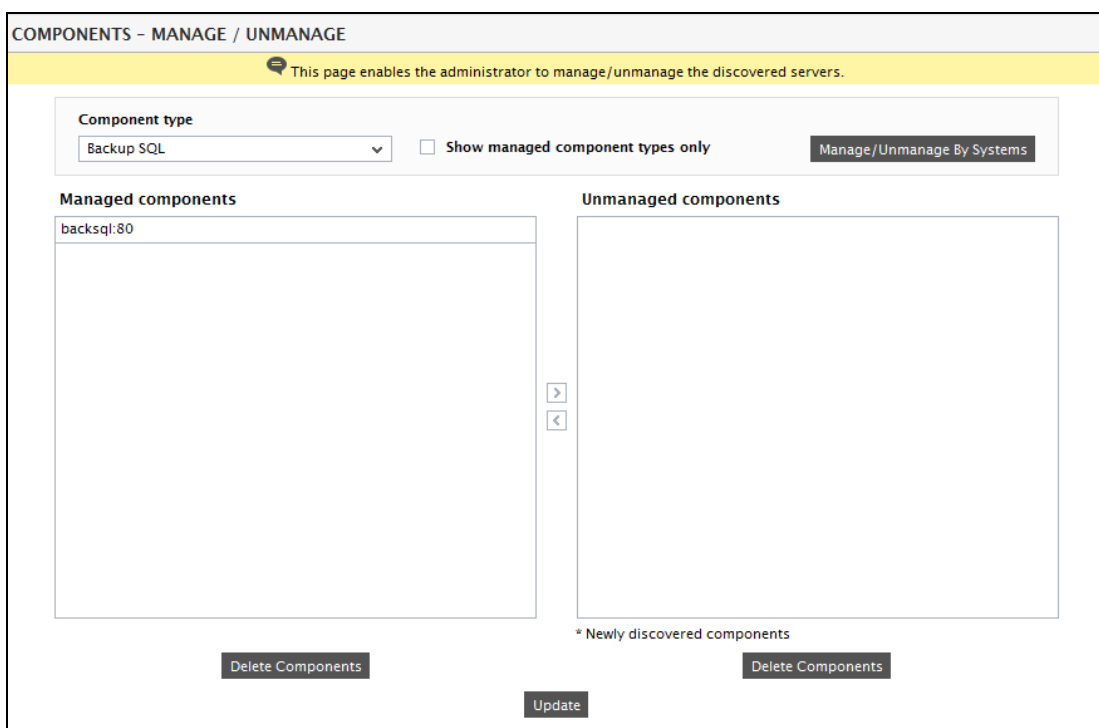 COMPONENTS – MANAGE / UNMANAGE
This page enables the administrator to manage/unmanage the discovered servers.
Component type
Backup SQL
Show managed component types only
Manage/Unmanage By Systems
Managed components
Unmanaged components
backsql:80
* Newly discovered components
Delete Components
Delete Components
Update